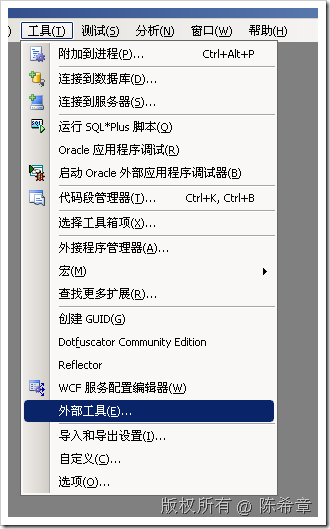 ) 工具(T) 测试(S) 分析(N) 窗口(W) 帮助(H)
附加到进程(P)... Ctrl+Alt+P
连接到数据库(D)...
连接到服务器(S)...
运行 SQL*Plus 脚本(Q)
Oracle 应用程序调试(R)
启动 Oracle 外部应用程序调试器(B)
代码段管理器(T)... Ctrl+K, Ctrl+B
选择工具箱项(X)...
外接程序管理器(A)...
宏(M)
查找更多扩展(R)...
创建 GUID(G)
Dotfuscator Community Edition
Reflector
WCF 服务配置编辑器(W)
外部工具(E)...
导入和导出设置(I)...
自定义(C)...
选项(O)...
版权所有 @ 陈希章